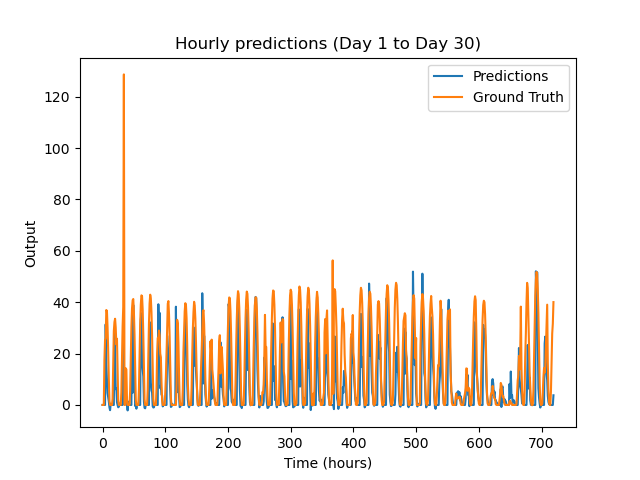 Hourly predictions (Day 1 to Day 30)
Predictions
Ground Truth
120
100
80
60
40
20
0
Output
0 100 200 300 400 500 600 700
Time (hours)